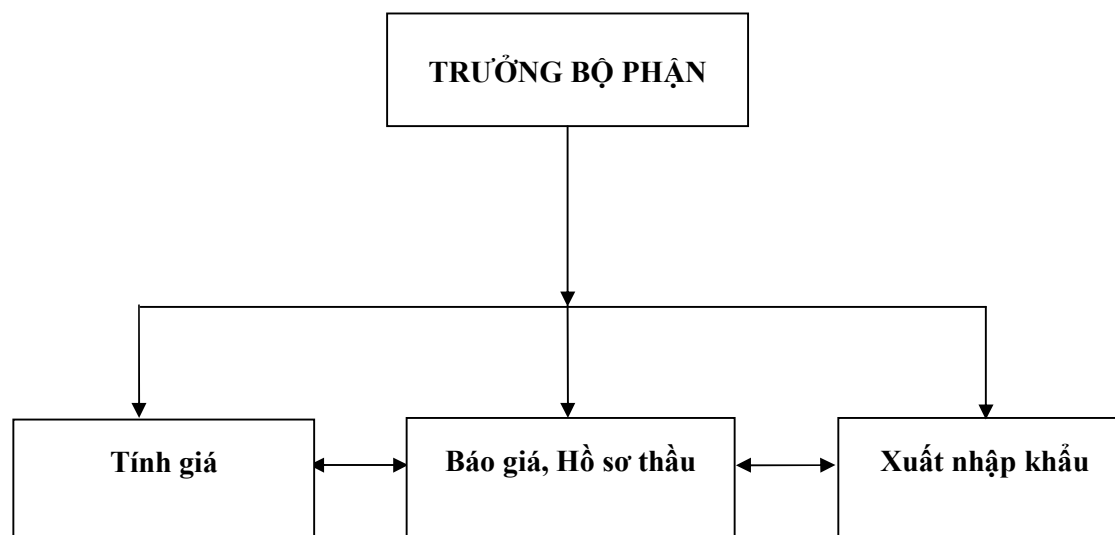 TRƯỞNG BỘ PHẬN
Tính giá
Báo giá, Hồ sơ thầu
Xuất nhập khẩu